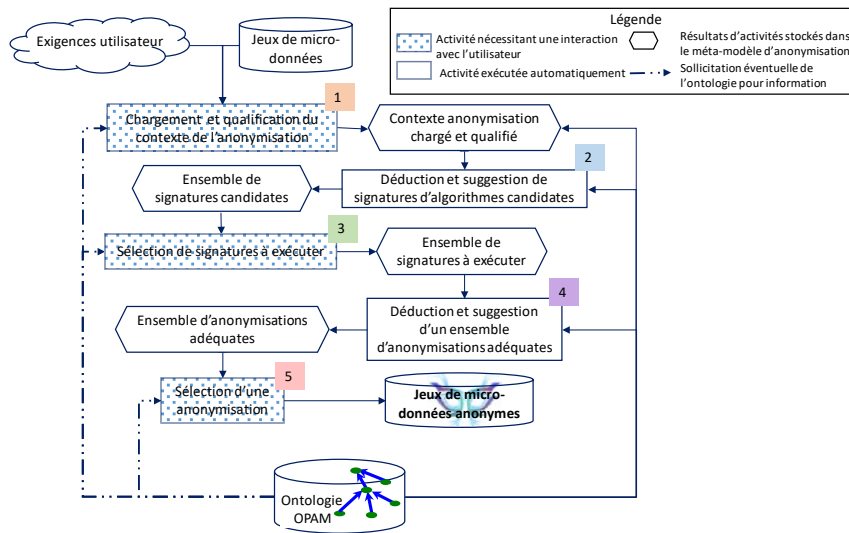 Légende
Exigences utilisateur
Jeux de micro-
données
Activité nécessitant une interaction
avec l'utilisateur
Activité exécutée automatiquement
Résultats d'activités stockés dans
le méta-modèle d'anonymisation
Sollicitation éventuelle de
l'ontologie pour information
1
Chargement et qualification du
contexte de l'anonymisation
Contexte anonymisation
chargé et qualifié
2
Ensemble de
signatures candidates
Déduction et suggestion de
signatures d'algorithmes candidates
3
Sélection de signatures à exécuter
Ensemble de
signatures à exécuter
4
Ensemble d'anonymisations
adéquates
Déduction et suggestion
d'un ensemble
d'anonymisations adéquates
5
Sélection d'une
anonymisation
Jeux de micro-
données anonymes
Ontologie
OPAM